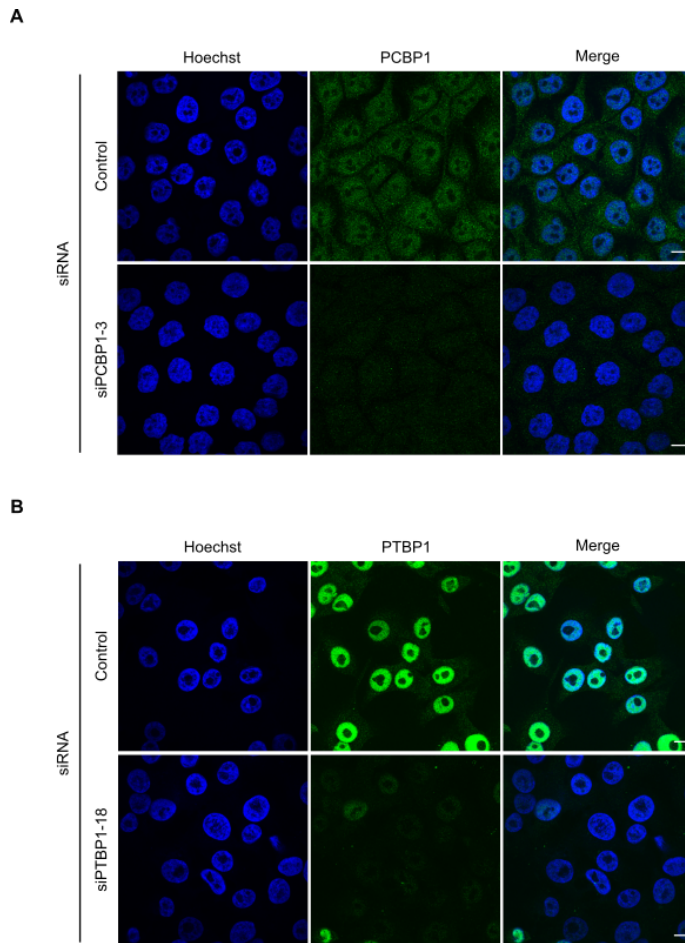 A
Hoechst PCBP1 Merge
siRNA
Control
siPCBP1-3
B
Hoechst PTBP1 Merge
siRNA
Control
siPTBP1-18